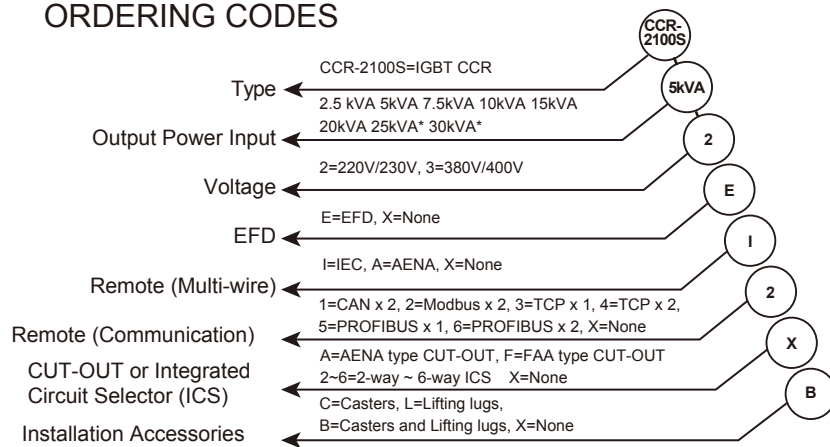 ORDERING CODES
CCR-
2100S
CCR-2100S=IGBT CCR
Type
5kVA
2.5 kVA 5kVA 7.5kVA 10kVA 15kVA
20kVA 25kVA* 30kVA*
Output Power Input
2
2=220V/230V, 3=380V/400V
Voltage
E
E=EFD, X=None
EFD
I
I=IEC, A=AENA, X=None
Remote (Multi-wire)
2
1=CAN x 2, 2=Modbus x 2, 3=TCP x 1, 4=TCP x 2,
5=PROFIBUS x 1, 6=PROFIBUS x 2, X=None
Remote (Communication)
X
A=AENA type CUT-OUT, F=FAA type CUT-OUT
2~6=2-way ~ 6-way ICS X=None
CUT-OUT or Integrated
Circuit Selector (ICS)
B
C=Casters, L=Lifting lugs,
B=Casters and Lifting lugs, X=None
Installation Accessories